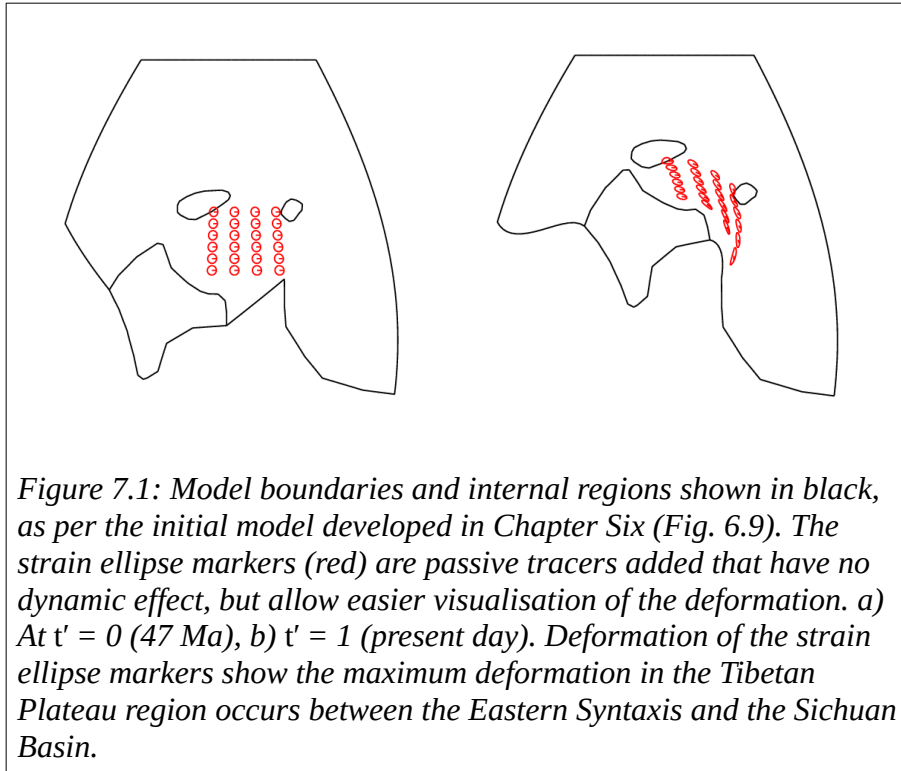 Figure 7.1: Model boundaries and internal regions shown in black,
as per the initial model developed in Chapter Six (Fig. 6.9). The
strain ellipse markers (red) are passive tracers added that have no
dynamic effect, but allow easier visualisation of the deformation. a)
At t′ = 0 (47 Ma), b) t′ = 1 (present day). Deformation of the strain
ellipse markers show the maximum deformation in the Tibetan
Plateau region occurs between the Eastern Syntaxis and the Sichuan
Basin.